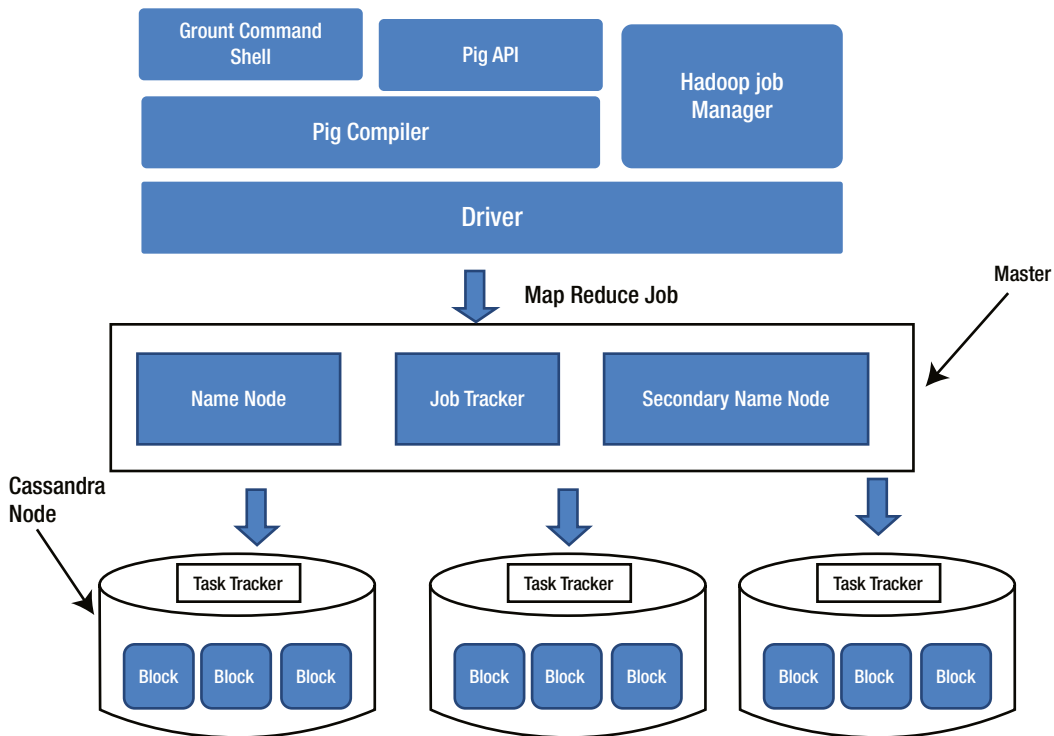 Grount Command
Shell
Pig API
Hadoop job
Manager
Pig Compiler
Driver
Map Reduce Job
Master
Name Node
Job Tracker
Secondary Name Node
Cassandra
Node
Task Tracker
Task Tracker
Task Tracker
Block
Block
Block
Block
Block
Block
Block
Block
Block